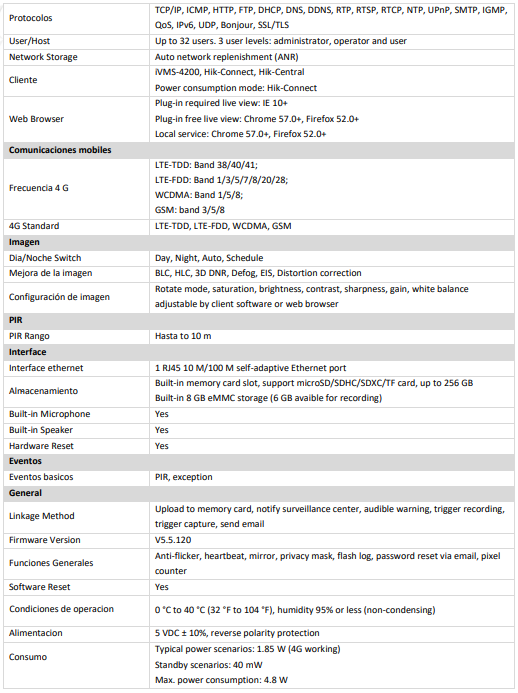 Protocolos
TCP/IP, ICMP, HTTP, FTP, DHCP, DNS, DDNS, RTP, RTSP, RTCP, NTP, UPnP, SMTP, IGMP,
QoS, IPv6, UDP, Bonjour, SSL/TLS
User/Host
Up to 32 users. 3 user levels: administrator, operator and user
Network Storage
Auto network replenishment (ANR)
Cliente
iVMS-4200, Hik-Connect, Hik-Central
Power consumption mode: Hik-Connect
Web Browser
Plug-in required live view: IE 10+
Plug-in free live view: Chrome 57.0+, Firefox 52.0+
Local service: Chrome 57.0+, Firefox 52.0+
Comunicaciones mobiles
Frecuencia 4 G
LTE-TDD: Band 38/40/41;
LTE-FDD: Band 1/3/5/7/8/20/28;
WCDMA: Band 1/5/8;
GSM: band 3/5/8
4G Standard
LTE-TDD, LTE-FDD, WCDMA, GSM
Imagen
Dia/Noche Switch
Day, Night, Auto, Schedule
Mejora de la imagen
BLC, HLC, 3D DNR, Defog, EIS, Distortion correction
Configuración de imagen
Rotate mode, saturation, brightness, contrast, sharpness, gain, white balance
adjustable by client software or web browser
PIR
PIR Rango
Hasta to 10 m
Interface
Interface ethernet
1 RJ45 10 M/100 M self-adaptive Ethernet port
Almacenamiento
Built-in memory card slot, support microSD/SDHC/SDXC/TF card, up to 256 GB
Built-in 8 GB eMMC storage (6 GB avaible for recording)
Built-in Microphone
Yes
Built-in Speaker
Yes
Hardware Reset
Yes
Eventos
Eventos basicos
PIR, exception
General
Linkage Method
Upload to memory card, notify surveillance center, audible warning, trigger recording,
trigger capture, send email
Firmware Version
V5.5.120
Funciones Generales
Anti-flicker, heartbeat, mirror, privacy mask, flash log, password reset via email, pixel
counter
Software Reset
Yes
Condiciones de operacion
0 °C to 40 °C (32 °F to 104 °F), humidity 95% or less (non-condensing)
Alimentacion
5 VDC ± 10%, reverse polarity protection
Consumo
Typical power scenarios: 1.85 W (4G working)
Standby scenarios: 40 mW
Max. power consumption: 4.8 W